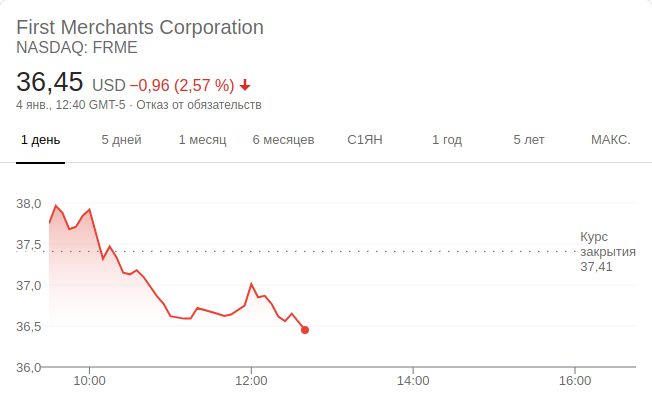 First Merchants Corporation
NASDAQ: FRME
36,45 USD −0,96 (2,57 %)
4 янв., 12:40 GMT-5 · Отказ от обязательств
1 день 5 дней 1 месяц 6 месяцев С1ЯН 1 год 5 лет МАКС.
38,0
37,5
37,0
36,5
36,0
Курс
закрытия
37,41
10:00 12:00 14:00 16:00